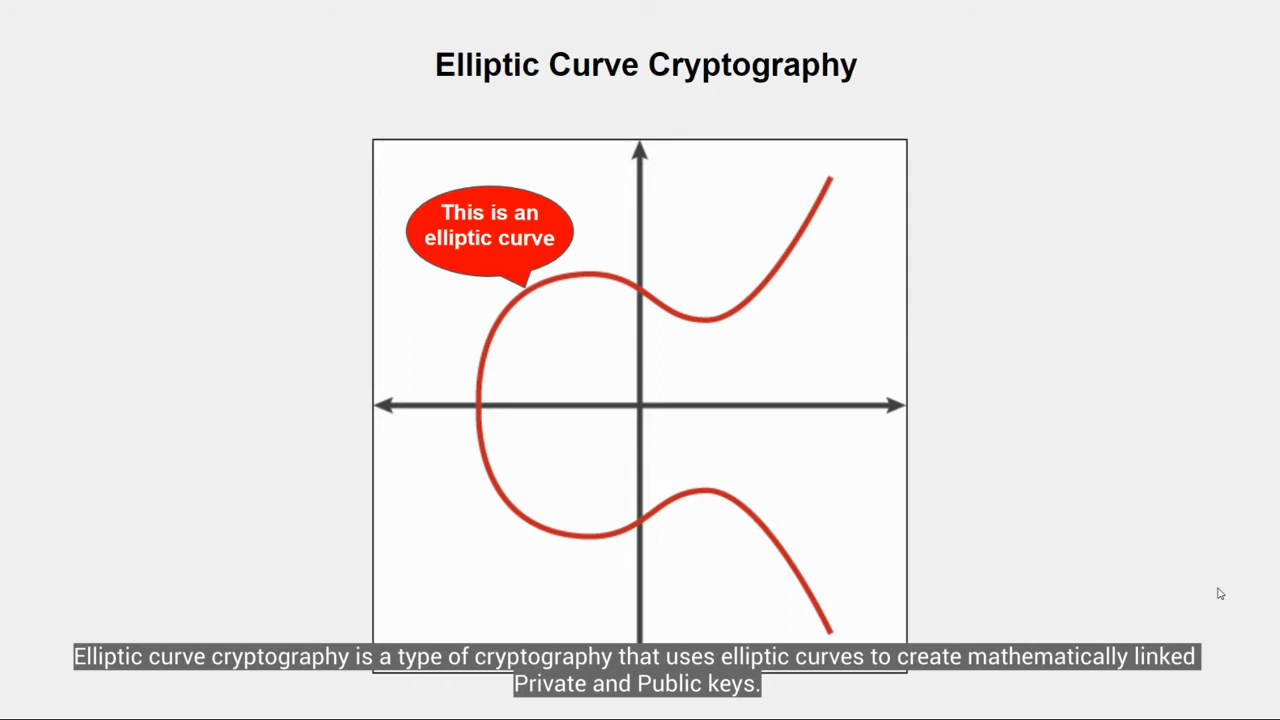 Elliptic Curve Cryptography
This is an
elliptic curve
Elliptic curve cryptography is a type of cryptography that uses elliptic curves to create mathematically linked
Private and Public keys.